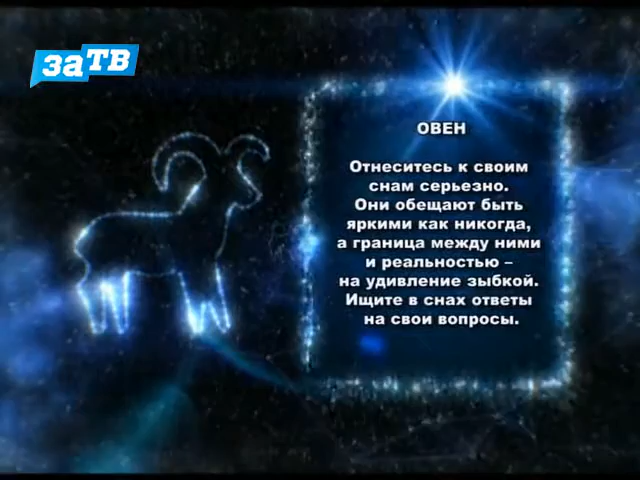 заТВ
ОВЕН
Отнеситесь к своим
снам серьезно.
Они обещают быть
яркими как никогда,
а граница между ними
и реальностью –
на удивление зыбкой.
Ищите в снах ответы
на свои вопросы.